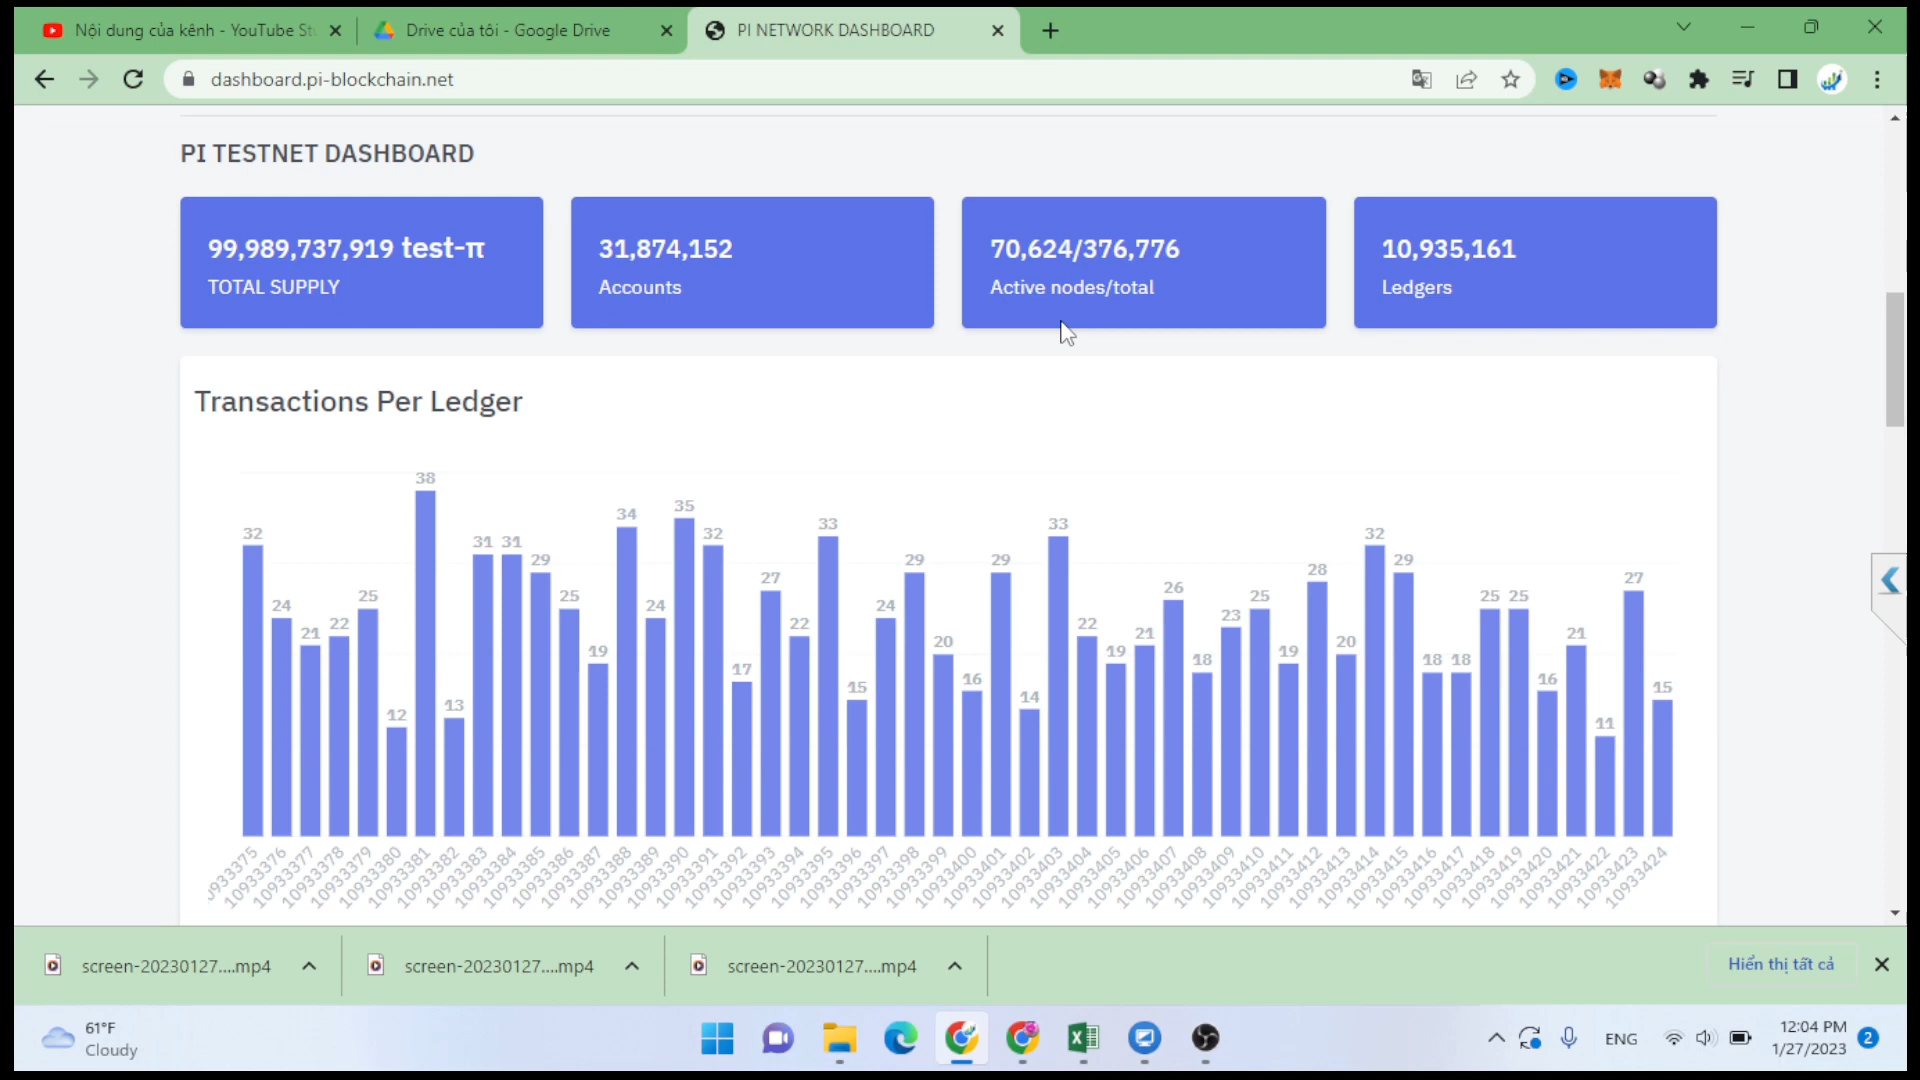 Nội dung của kênh - YouTube St
Drive của tôi - Google Drive
PI NETWORK DASHBOARD
dashboard.pi-blockchain.net
PI TESTNET DASHBOARD
99,989,737,919 test-π
TOTAL SUPPLY
31,874,152
Accounts
70,624/376,776
Active nodes/total
10,935,161
Ledgers
Transactions Per Ledger
32 24 21 22 25 12 38 13 31 31 29 25 19 34 24 35 32 17 27 22 33 15 24 29 20 16 29 14 33 22 19 21 26 18 23 25 19 28 20 32 29 18 18 25 25 16 21 11 27 15
0933375 10933376 10933377 10933378 10933379 10933380 10933381 10933382 10933383 10933384 10933385 10933386 10933387 10933388 10933389 10933390 10933391 10933392 10933393 10933394 10933395 10933396 10933397 10933398 10933399 10933400 10933401 10933402 10933403 10933404 10933405 10933406 10933407 10933408 10933409 10933410 10933411 10933412 10933413 10933414 10933415 10933416 10933417 10933418 10933419 10933420 10933421 10933422 10933423 10933424
screen-20230127....mp4
screen-20230127....mp4
screen-20230127....mp4
Hiển thị tất cả
61°F
Cloudy
ENG
12:04 PM
1/27/2023
2